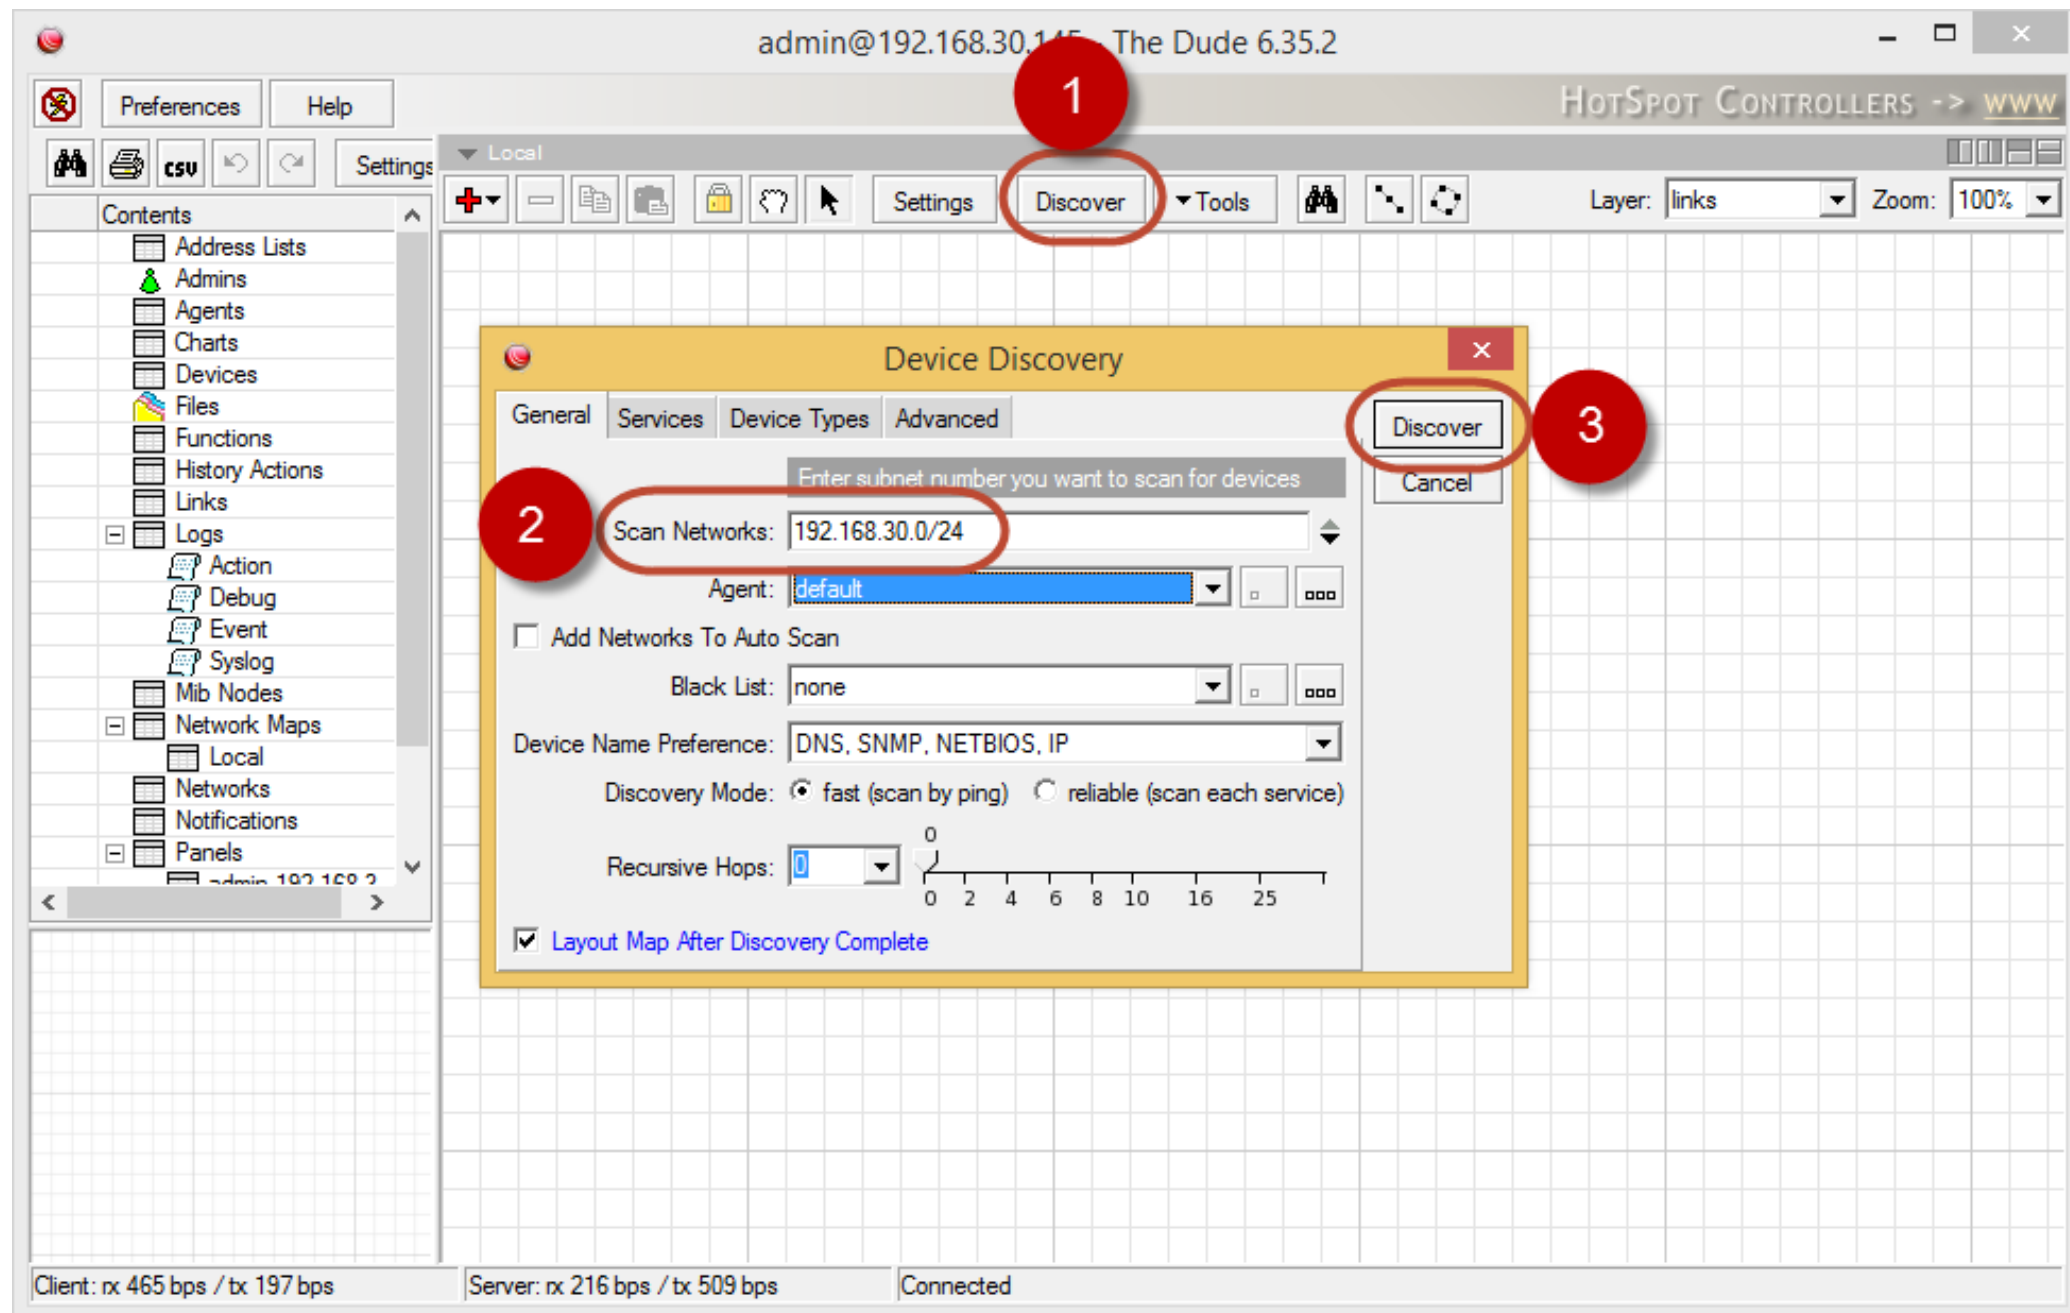 admin@192.168.30.145 - The Dude 6.35.2
1
Preferences
Help
HotSpot Controllers -> www
csv
Settings
Local
Settings
Discover
Tools
Layer:
links
Zoom:
100%
Contents
Address Lists
Admins
Agents
Charts
Devices
Files
Functions
History Actions
Links
Logs
Action
Debug
Event
Syslog
Mib Nodes
Network Maps
Local
Networks
Notifications
Panels
admin 192.168.3
Device Discovery
General
Services
Device Types
Advanced
Discover
3
Cancel
Enter subnet number you want to scan for devices
2
Scan Networks:
192.168.30.0/24
Agent:
default
Add Networks To Auto Scan
Black List:
none
Device Name Preference:
DNS, SNMP, NETBIOS, IP
Discovery Mode:
fast (scan by ping)
reliable (scan each service)
0
Recursive Hops:
0
0 2 4 6 8 10 16 25
Layout Map After Discovery Complete
Client: rx 465 bps / tx 197 bps
Server: rx 216 bps / tx 509 bps
Connected